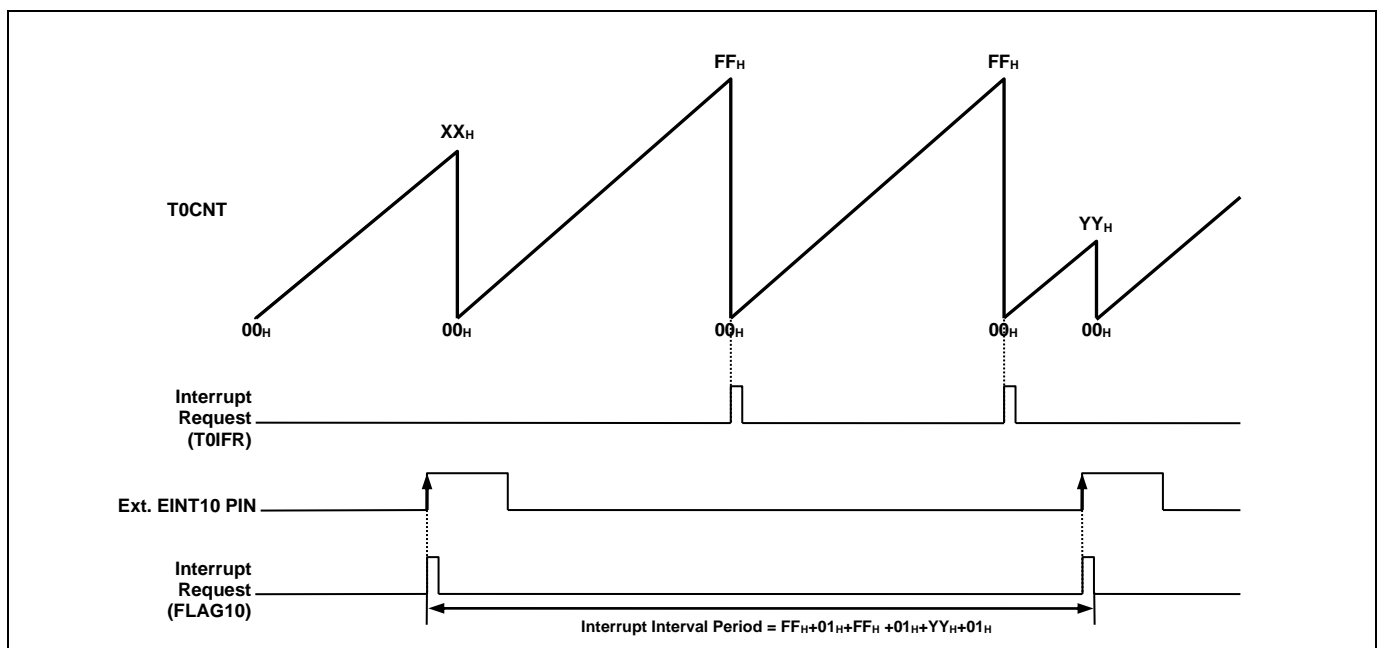 FFH FFH
XXH
T0CNT
YYH
00H 00H 00H 00H 00H
Interrupt
Request
(T0IFR)
Ext. EINT10 PIN
Interrupt
Request
(FLAG10)
Interrupt Interval Period = FFH+01H+FFH +01H+YYH+01H